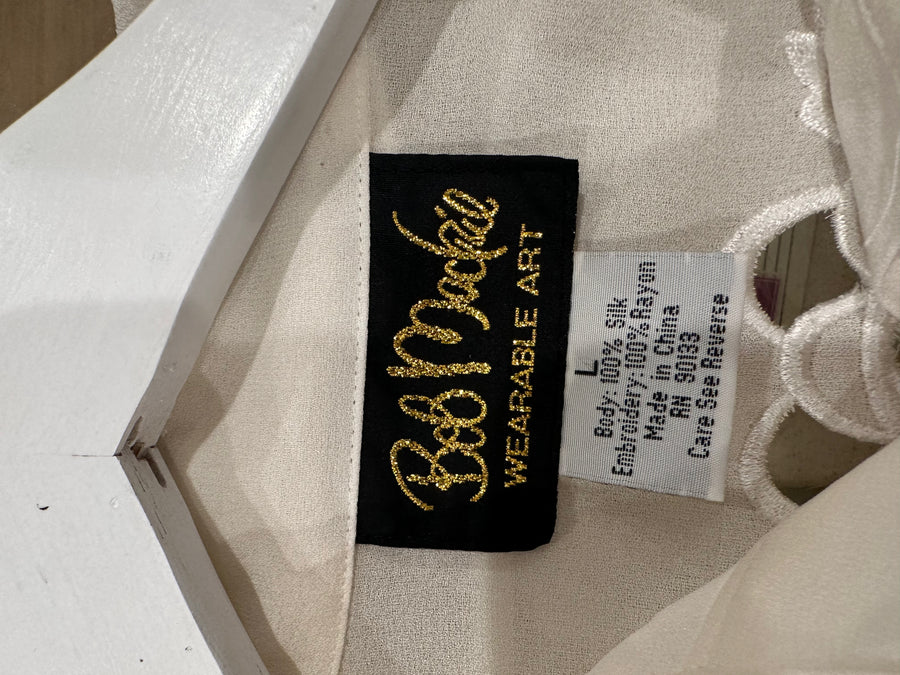 Bob Mackie
WEARABLE ART
L
Body: 100% Silk
Embroidery: 100% Rayon
Made in China
RN 90133
Care See Reverse